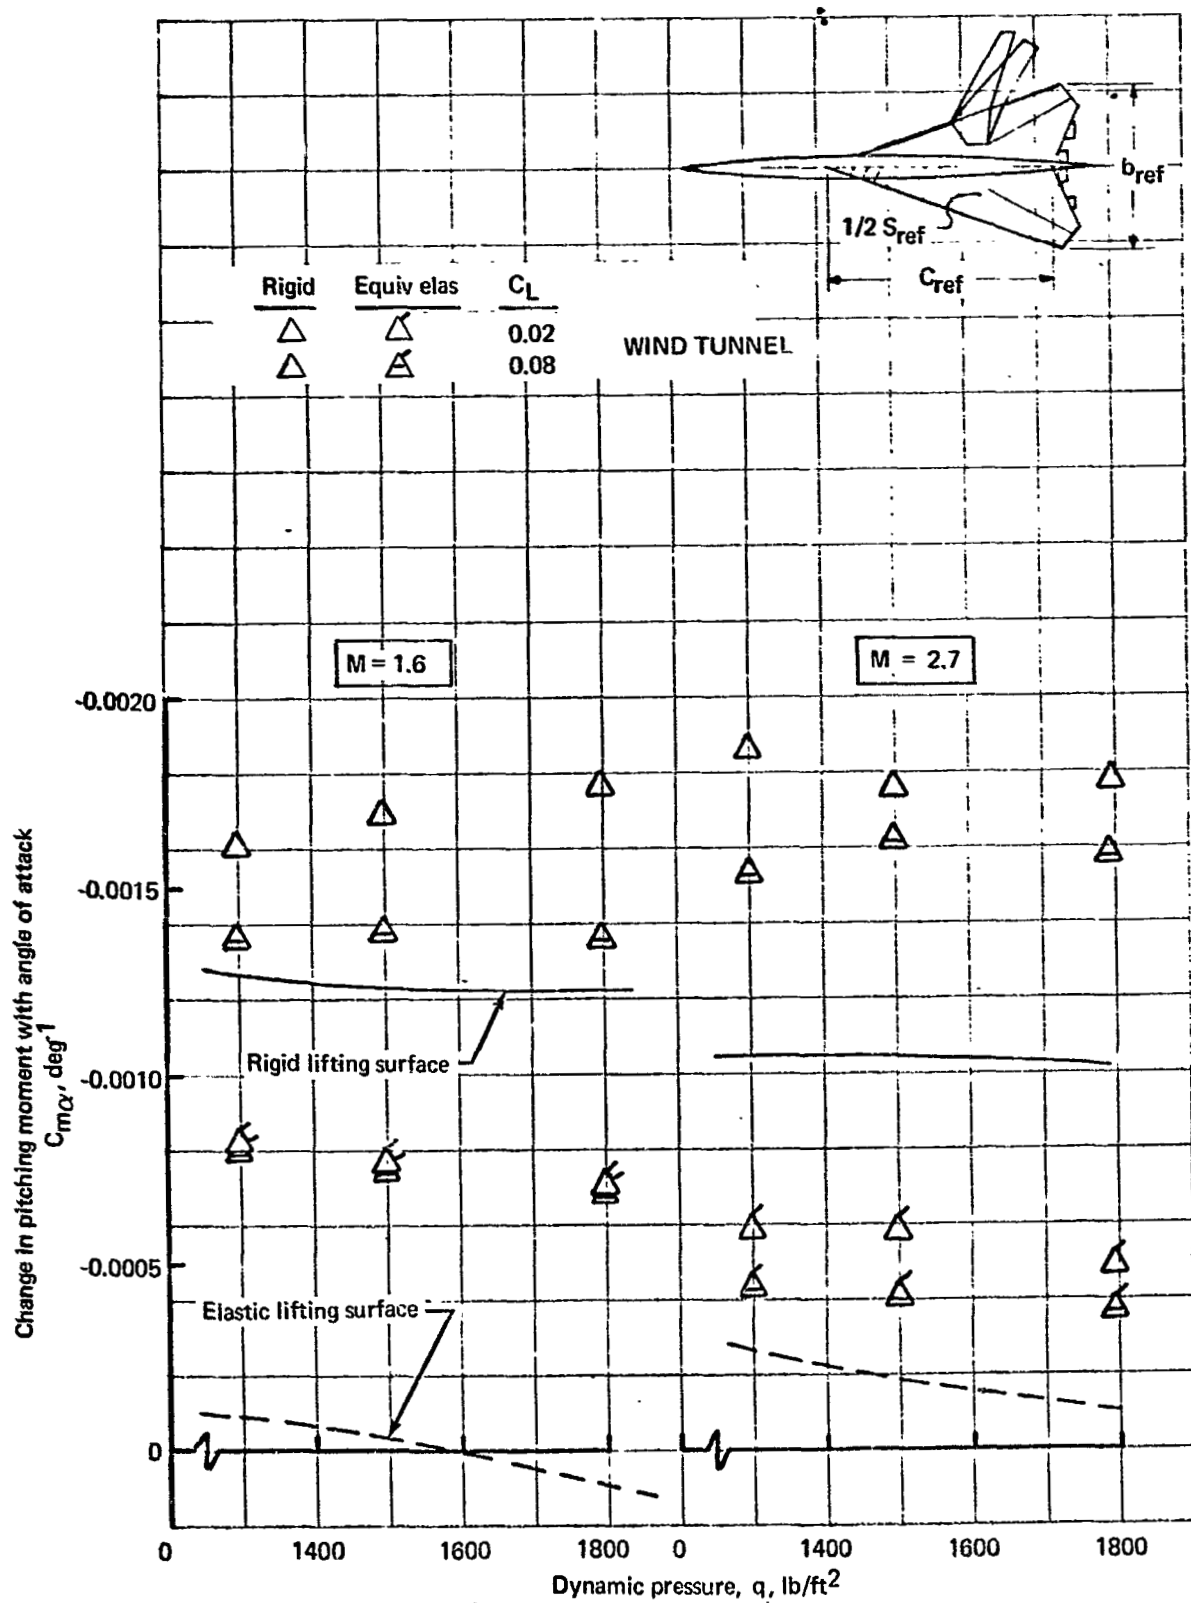 b_ref
1/2 S_ref
C_ref
Rigid Equiv elas C_L
0.02
0.08
WIND TUNNEL
M = 1.6
M = 2.7
-0.0020
-0.0015
-0.0010
-0.0005
0
Change in pitching moment with angle of attack
C_mα, deg⁻¹
Rigid lifting surface
Elastic lifting surface
0 1400 1600 1800 0 1400 1600 1800
Dynamic pressure, q, lb/ft²